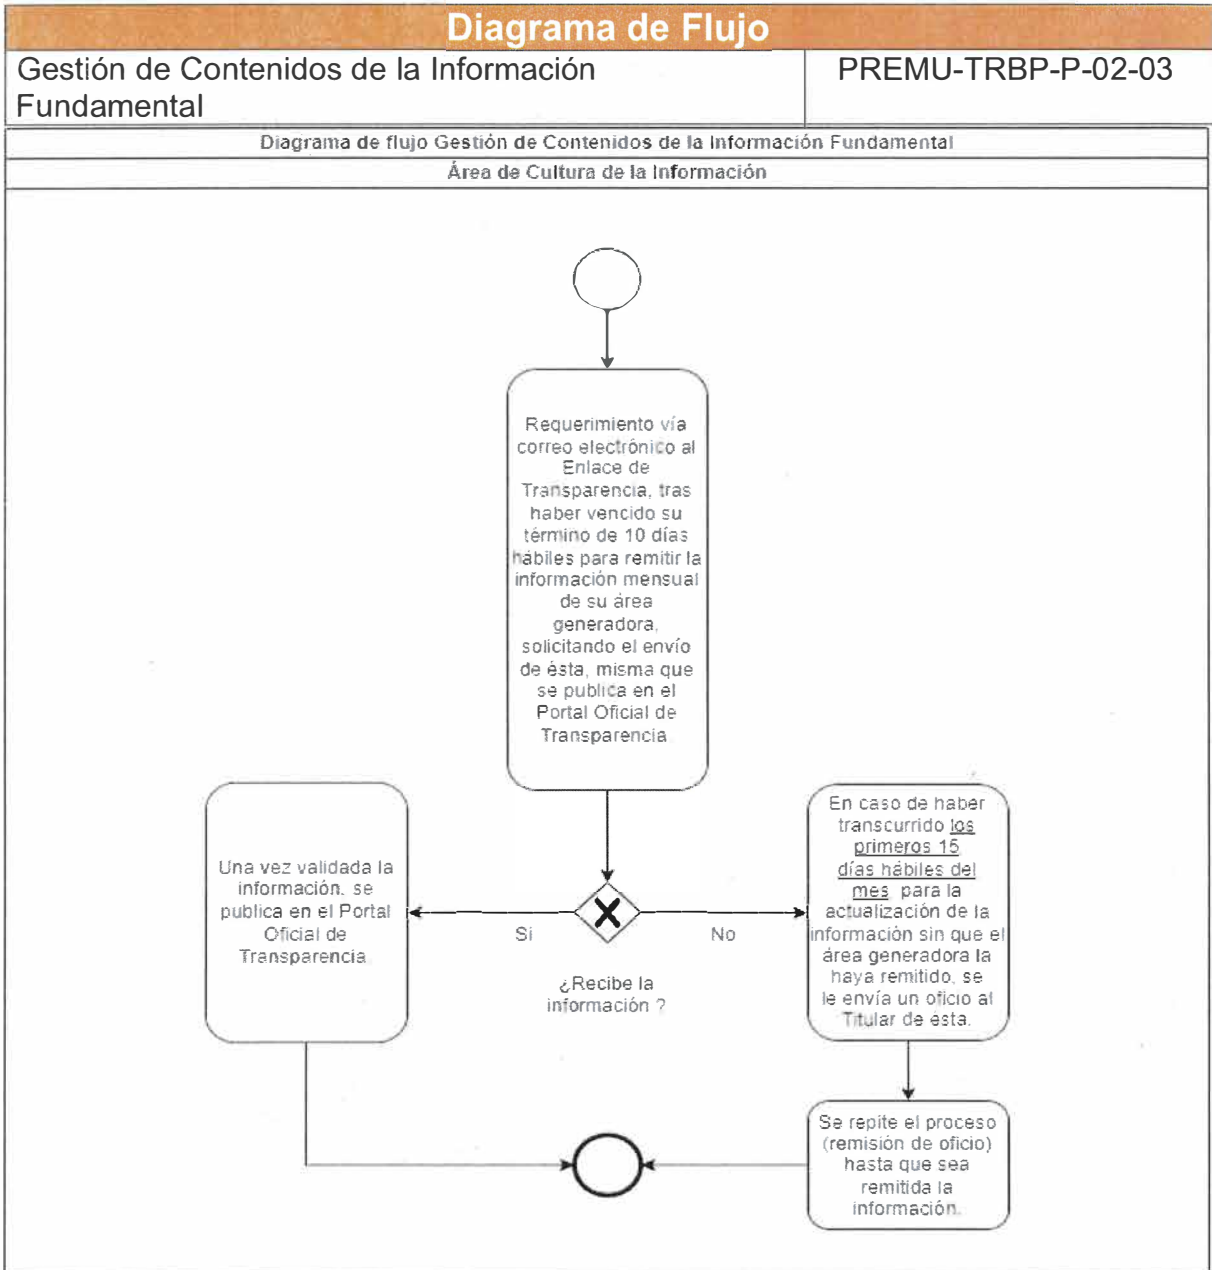 Diagrama de Flujo
Gestión de Contenidos de la Información
Fundamental
PREMU-TRBP-P-02-03
Diagrama de flujo Gestión de Contenidos de la Información Fundamental
Área de Cultura de la Información
Requerimiento vía
correo electrónico al
Enlace de
Transparencia, tras
haber vencido su
término de 10 días
hábiles para remitir la
información mensual
de su área
generadora,
solicitando el envío
de ésta, misma que
se publica en el
Portal Oficial de
Transparencia
Una vez validada la
información, se
publica en el Portal
Oficial de
Transparencia
Si
No
¿Recibe la
información ?
En caso de haber
transcurrido los
primeros 15
días hábiles del
mes, para la
actualización de la
información sin que el
área generadora la
haya remitido, se
le envía un oficio al
Titular de ésta.
Se repite el proceso
(remisión de oficio)
hasta que sea
remitida la
información.